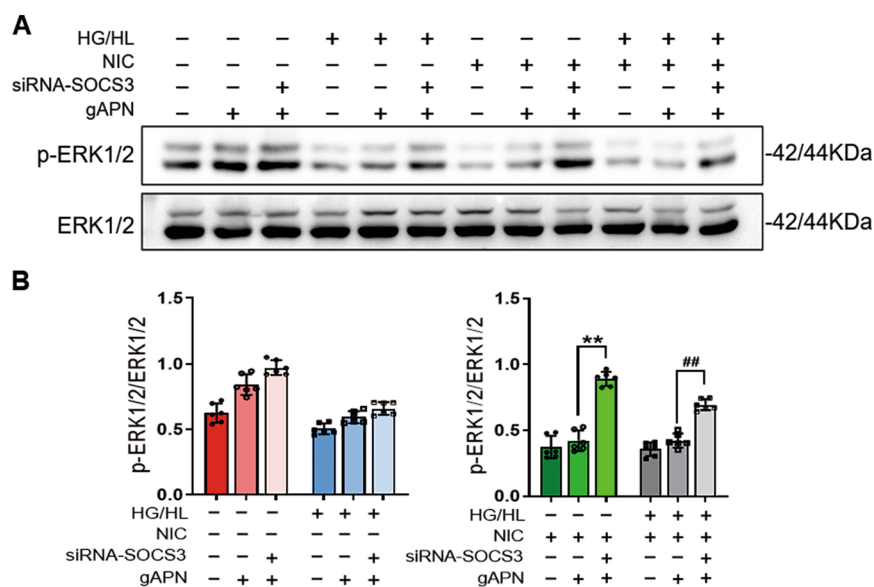 A
HG/HL − − − + + + − − − + + +
NIC − − − − − − + + + + + +
siRNA-SOCS3 − − + − − + − − + − − +
gAPN − + + − + + − + + − + +
p-ERK1/2 -42/44KDa
ERK1/2 -42/44KDa
B
p-ERK1/2/ERK1/2
1.5
1.0
0.5
0.0
HG/HL − − − + + +
NIC − − − − − −
siRNA-SOCS3 − − + − − +
gAPN − + + − + +
p-ERK1/2/ERK1/2
1.5
1.0
0.5
0.0
**
##
HG/HL − − − + + +
NIC + + + + + +
siRNA-SOCS3 − − + − − +
gAPN − + + − + +